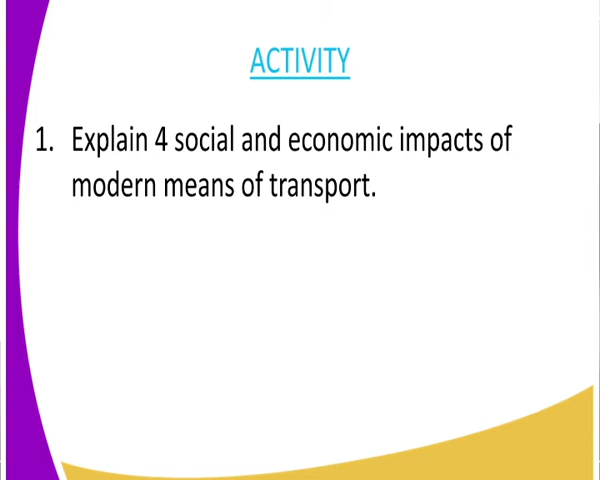 ACTIVITY
1. Explain 4 social and economic impacts of
modern means of transport.